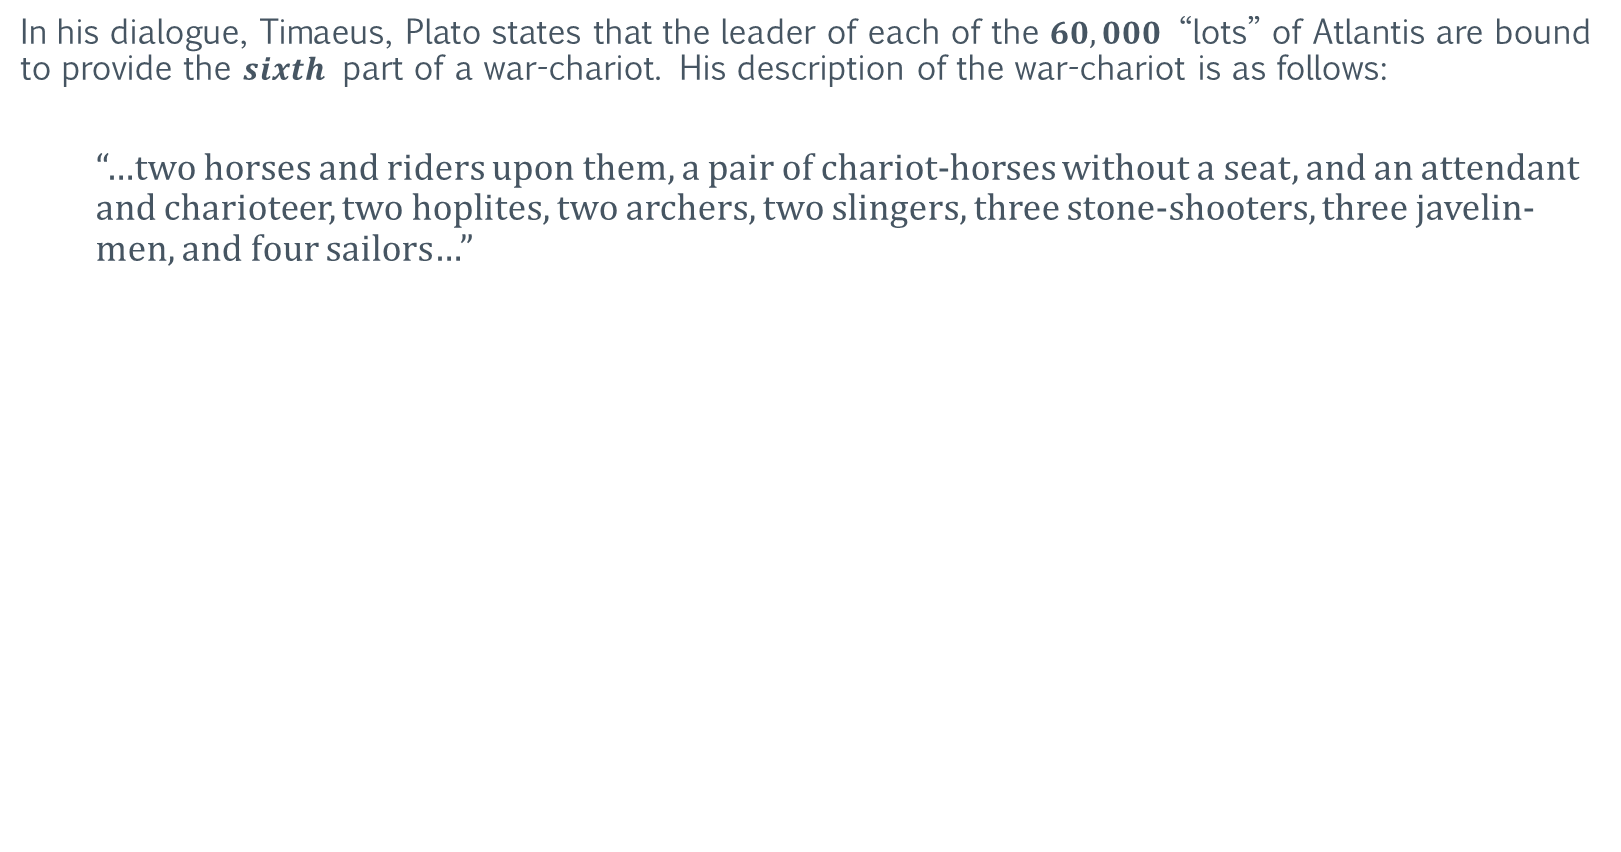 In his dialogue, Timaeus, Plato states that the leader of each of the 60,000 “lots” of Atlantis are bound
to provide the sixth part of a war-chariot. His description of the war-chariot is as follows:
“…two horses and riders upon them, a pair of chariot-horses without a seat, and an attendant
and charioteer, two hoplites, two archers, two slingers, three stone-shooters, three javelin-
men, and four sailors…”